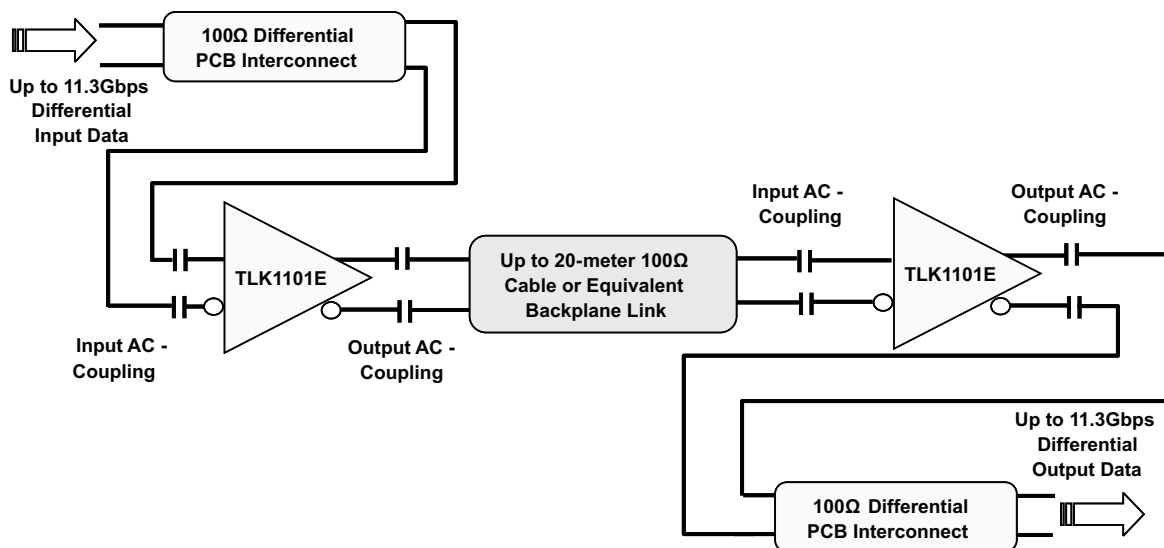 100Ω Differential
PCB Interconnect
Up to 11.3Gbps
Differential
Input Data
Input AC -
Coupling
Output AC -
Coupling
TLK1101E
Up to 20-meter 100Ω
Cable or Equivalent
Backplane Link
TLK1101E
Input AC -
Coupling
Output AC -
Coupling
Up to 11.3Gbps
Differential
Output Data
100Ω Differential
PCB Interconnect